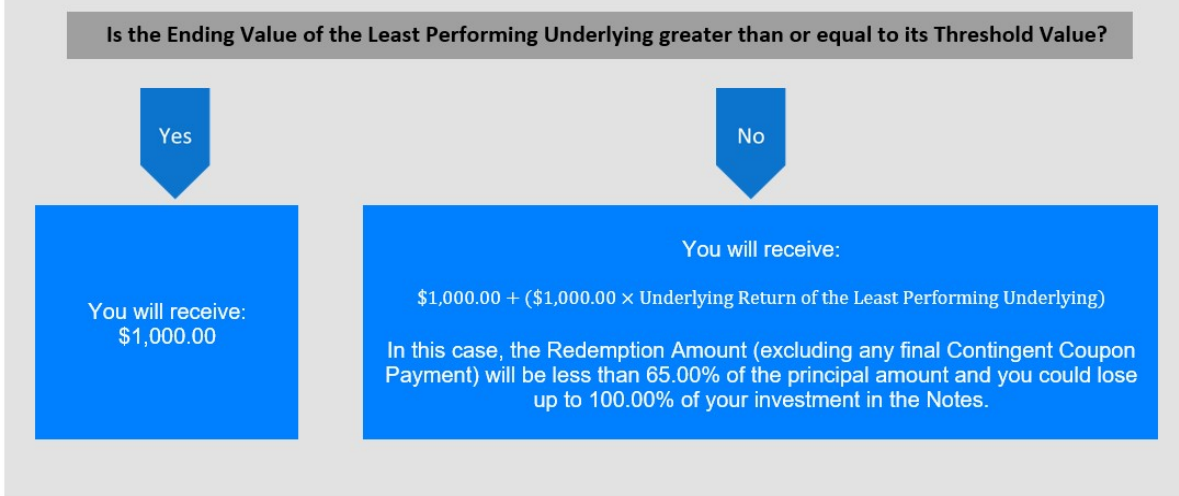 Is the Ending Value of the Least Performing Underlying greater than or equal to its Threshold Value?
Yes
No
You will receive:
$1,000.00
You will receive:
$1,000.00 + ($1,000.00 × Underlying Return of the Least Performing Underlying)
In this case, the Redemption Amount (excluding any final Contingent Coupon
Payment) will be less than 65.00% of the principal amount and you could lose
up to 100.00% of your investment in the Notes.